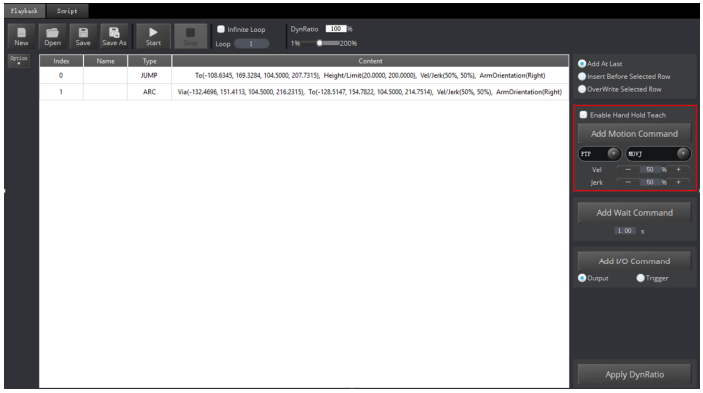 Playback Script
New Open Save Save As Start Stop Infinite Loop Loop 1 DynRatio 100 % 1% 200%
Option
Index Name Type Content
0 JUMP To(-108.6345, 169.3284, 104.5000, 207.7315), Height/Limit(20.0000, 200.0000), Vel/Jerk(50%, 50%), ArmOrientation(Right)
1 ARC Via(-132.4696, 151.4113, 104.5000, 216.2315), To(-128.5147, 154.7822, 104.5000, 214.7514), Vel/Jerk(50%, 50%), ArmOrientation(Right)
Add At Last
Insert Before Selected Row
OverWrite Selected Row
Enable Hand Hold Teach
Add Motion Command
PTP MOVJ
Vel − 50 % +
Jerk − 50 % +
Add Wait Command
1.00 s
Add I/O Command
Output Trigger
Apply DynRatio